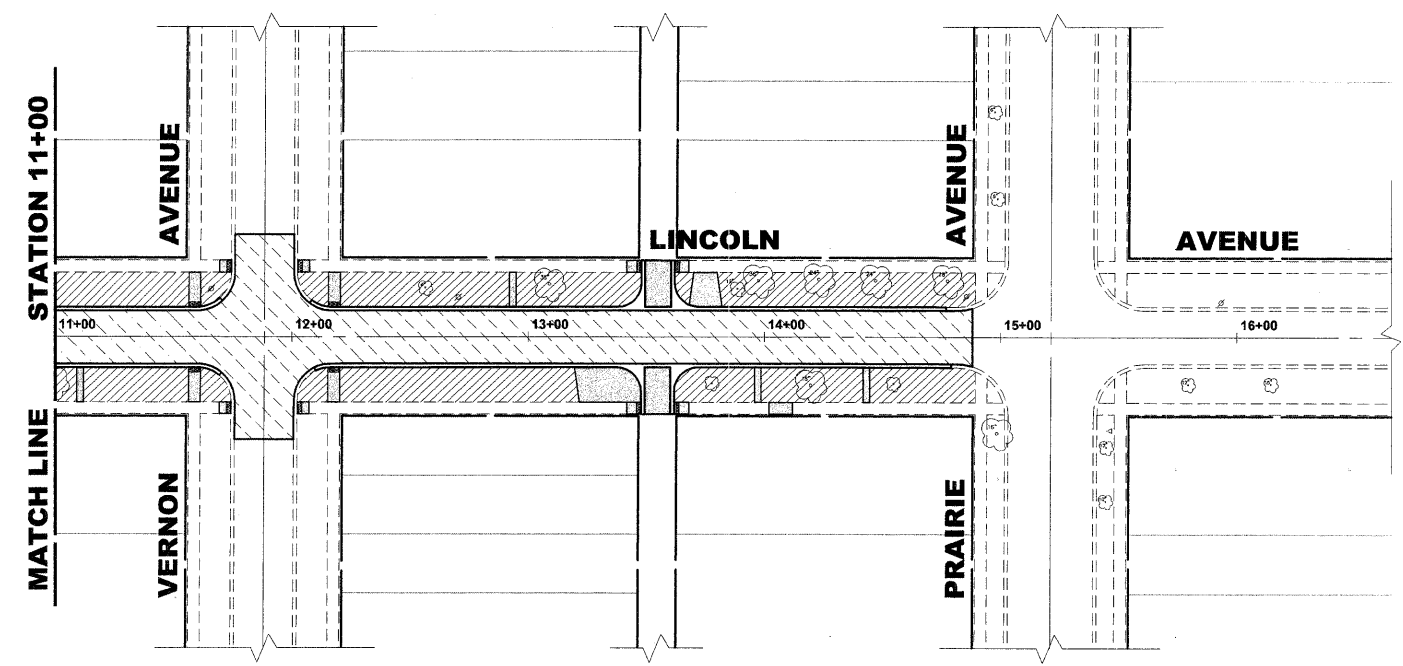 MATCH LINE STATION 11+00
VERNON AVENUE
LINCOLN AVENUE
PRAIRIE AVENUE
11+00
12+00
13+00
14+00
15+00
16+00